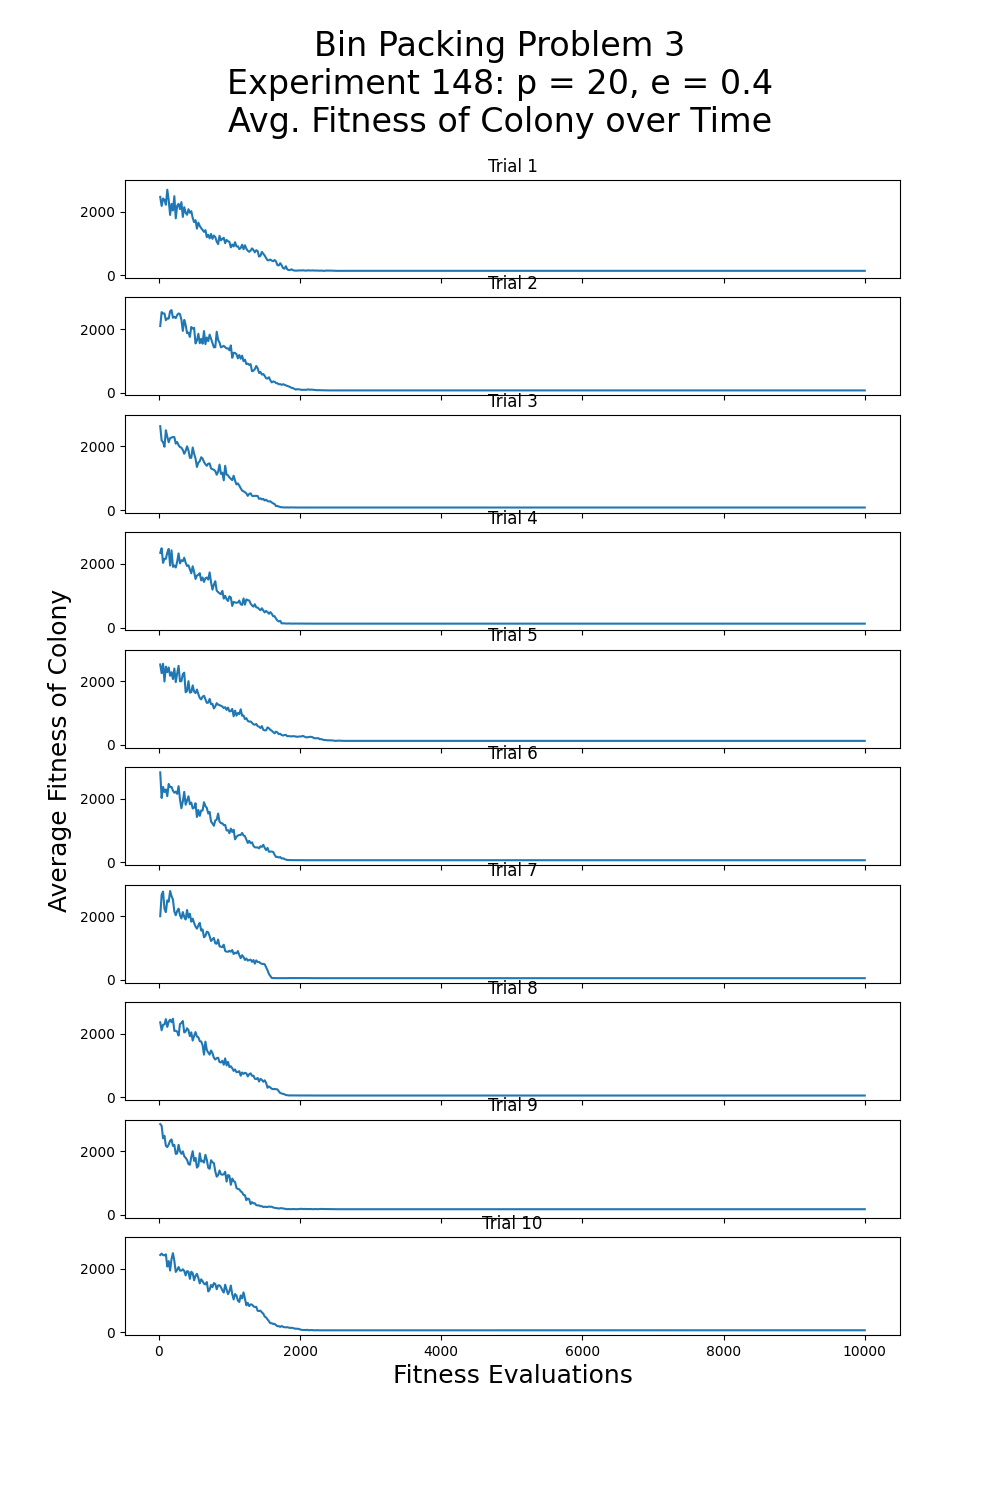 Bin Packing Problem 3
Experiment 148: p = 20, e = 0.4
Avg. Fitness of Colony over Time
Trial 1
2000
0
Trial 2
2000
0
Trial 3
2000
0
Trial 4
2000
0
Trial 5
2000
0
Trial 6
2000
0
Trial 7
2000
0
Trial 8
2000
0
Trial 9
2000
0
Trial 10
2000
0
0 2000 4000 6000 8000 10000
Fitness Evaluations
Average Fitness of Colony